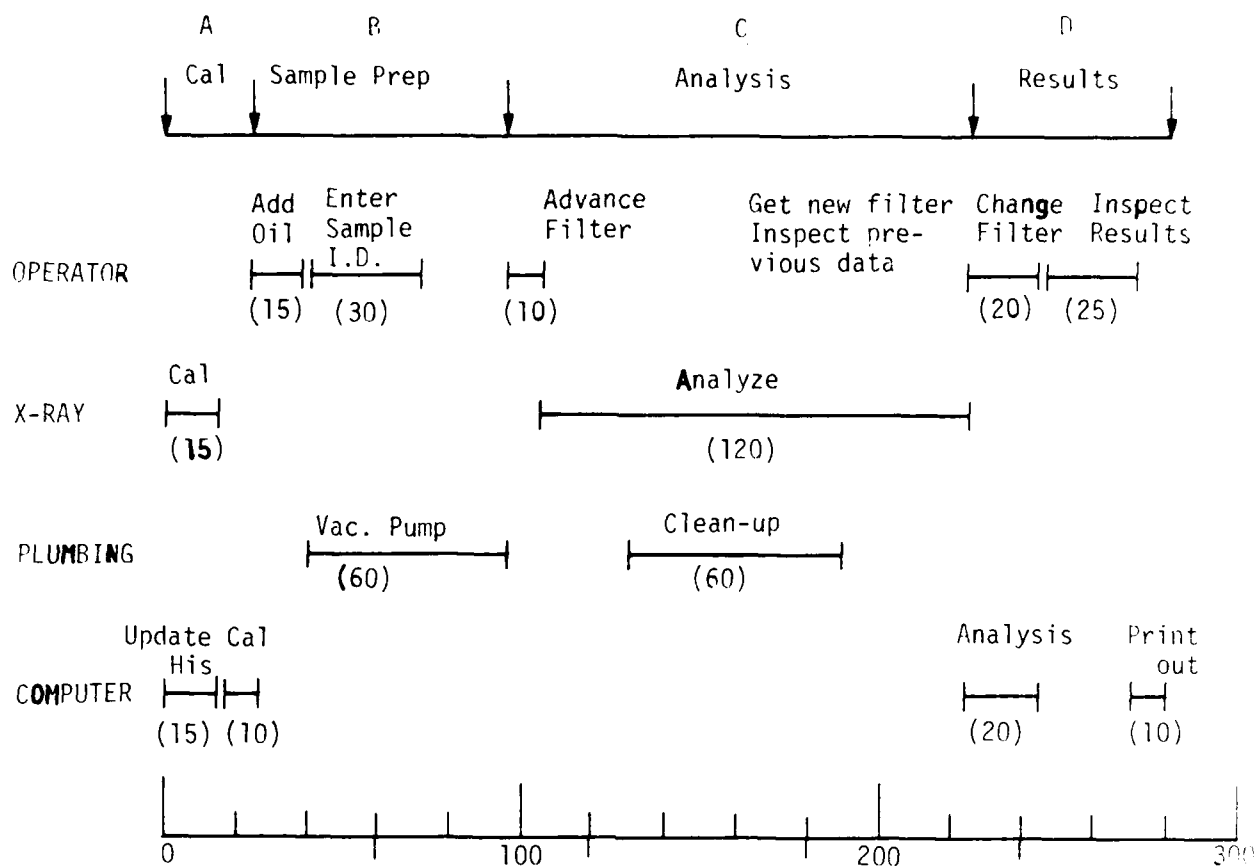 A B C D
Cal Sample Prep Analysis Results
Add Oil
Enter Sample I.D.
Advance Filter
Get new filter
Inspect pre-
vious data
Change Filter
Inspect Results
OPERATOR
(15) (30) (10) (20) (25)
Cal Analyze
X-RAY
(15) (120)
Vac. Pump Clean-up
PLUMBING
(60) (60)
Update His
Cal
Analysis
Print out
COMPUTER
(15) (10) (20) (10)
0 100 200 300